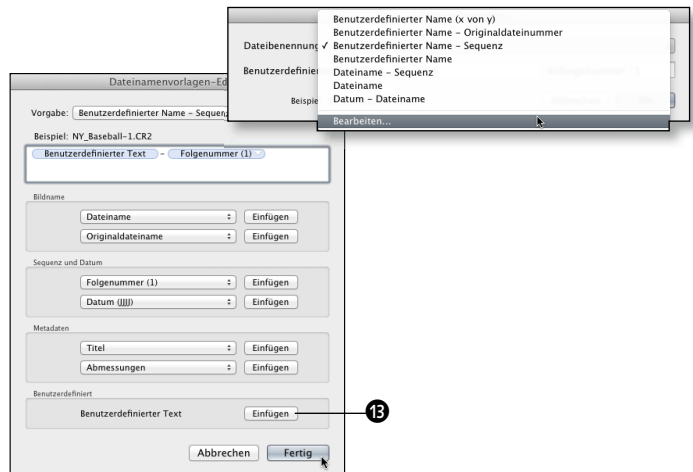 Benutzerdefinierter Name (x von y)
Benutzerdefinierter Name – Originaldateinummer
Dateibenennung ✓ Benutzerdefinierter Name – Sequenz
Benutzerdefinierter Name
Dateiname – Sequenz
Dateiname
Datum – Dateiname
Bearbeiten...
Dateinamenvorlagen-Ed
Vorgabe: Benutzerdefinierter Name – Sequenz
Beispiel: NY_Baseball-1.CR2
Benutzerdefinierter Text – Folgenummer (1)
Bildname
Dateiname Einfügen
Originaldateiname Einfügen
Sequenz und Datum
Folgenummer (1) Einfügen
Datum (JJJJ) Einfügen
Metadaten
Titel Einfügen
Abmessungen Einfügen
Benutzerdefiniert
Benutzerdefinierter Text Einfügen
13
Abbrechen Fertig